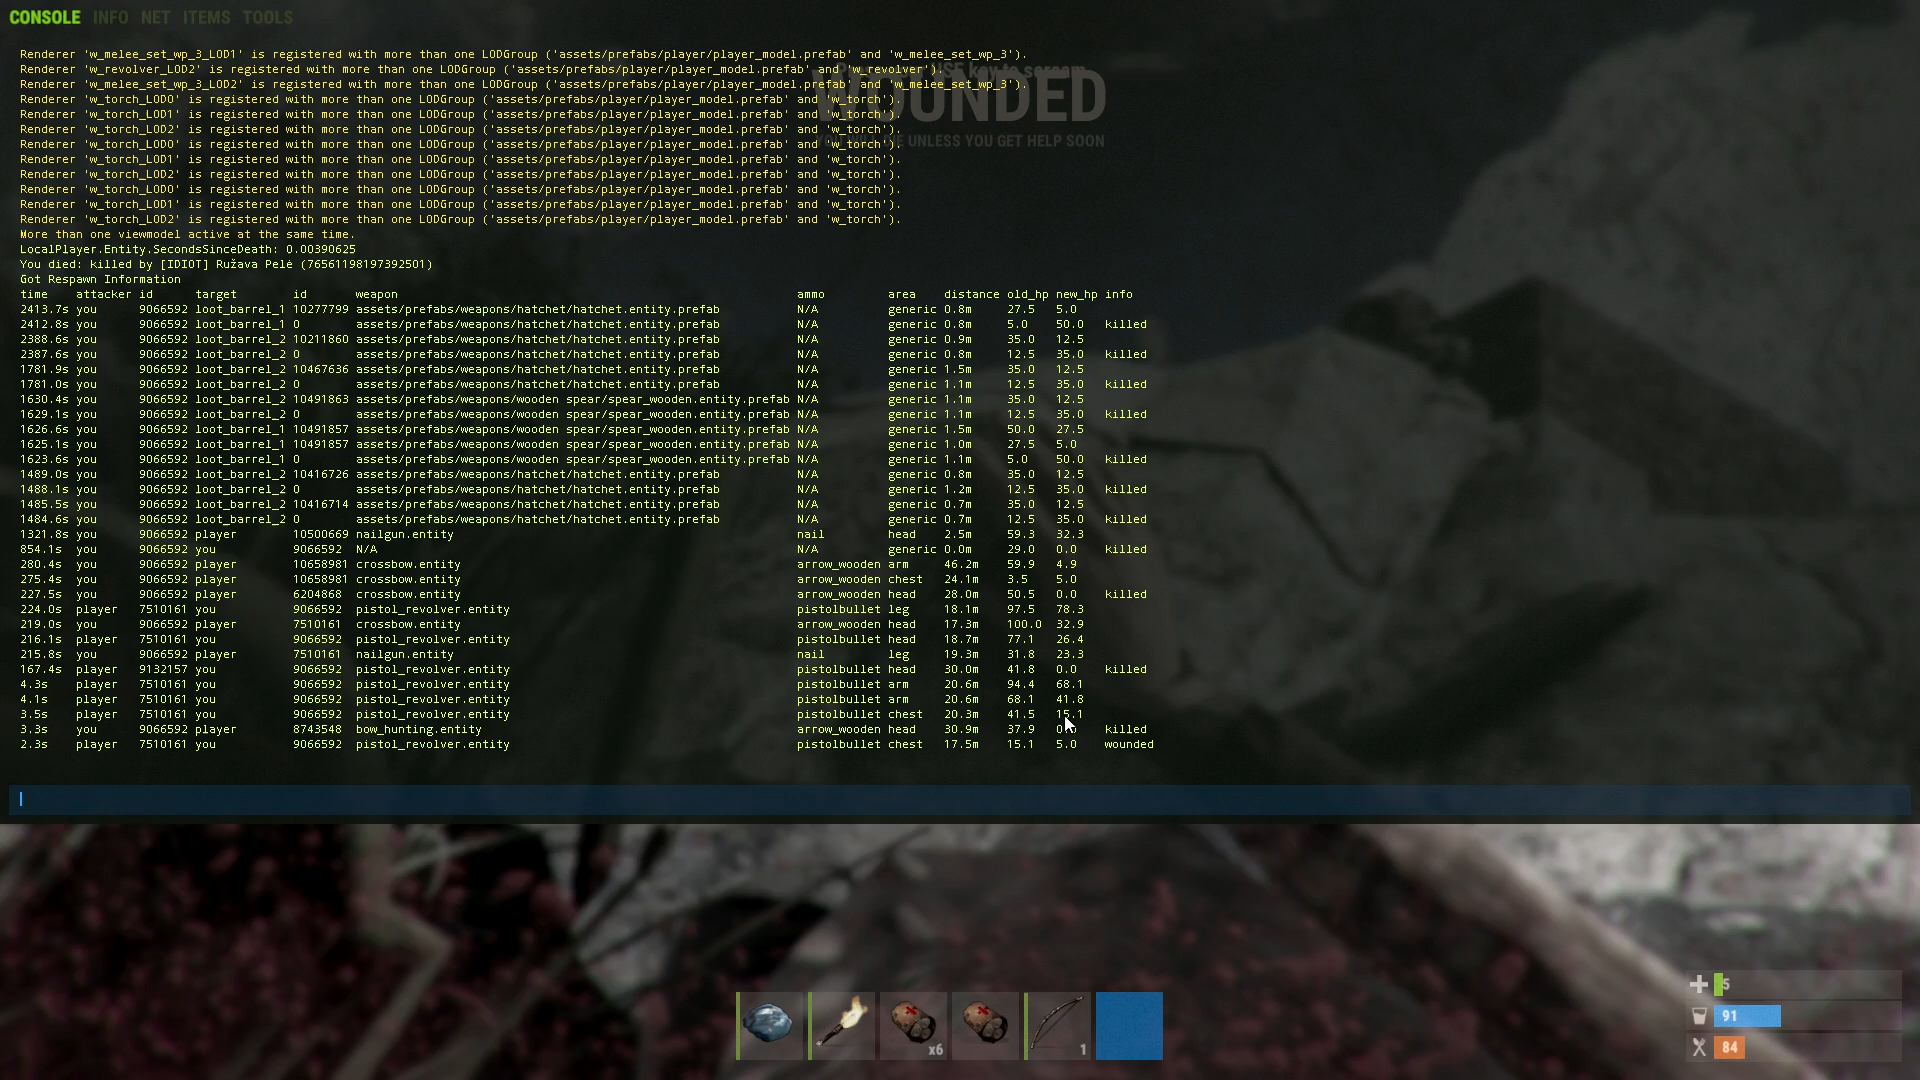 CONSOLE INFO NET ITEMS TOOLS
Renderer 'w_melee_set_wp_3_LOD1' is registered with more than one LODGroup ('assets/prefabs/player/player_model.prefab' and 'w_melee_set_wp_3').
Renderer 'w_revolver_LOD2' is registered with more than one LODGroup ('assets/prefabs/player/player_model.prefab' and 'w_revolver').
Renderer 'w_melee_set_wp_3_LOD2' is registered with more than one LODGroup ('assets/prefabs/player/player_model.prefab' and 'w_melee_set_wp_3').
Renderer 'w_torch_LOD0' is registered with more than one LODGroup ('assets/prefabs/player/player_model.prefab' and 'w_torch').
Renderer 'w_torch_LOD1' is registered with more than one LODGroup ('assets/prefabs/player/player_model.prefab' and 'w_torch').
Renderer 'w_torch_LOD2' is registered with more than one LODGroup ('assets/prefabs/player/player_model.prefab' and 'w_torch').
Renderer 'w_torch_LOD0' is registered with more than one LODGroup ('assets/prefabs/player/player_model.prefab' and 'w_torch').
Renderer 'w_torch_LOD1' is registered with more than one LODGroup ('assets/prefabs/player/player_model.prefab' and 'w_torch').
Renderer 'w_torch_LOD2' is registered with more than one LODGroup ('assets/prefabs/player/player_model.prefab' and 'w_torch').
Renderer 'w_torch_LOD0' is registered with more than one LODGroup ('assets/prefabs/player/player_model.prefab' and 'w_torch').
Renderer 'w_torch_LOD1' is registered with more than one LODGroup ('assets/prefabs/player/player_model.prefab' and 'w_torch').
Renderer 'w_torch_LOD2' is registered with more than one LODGroup ('assets/prefabs/player/player_model.prefab' and 'w_torch').
More than one viewmodel active at the same time.
LocalPlayer.Entity.SecondsSinceDeath: 0.00390625
You died: killed by [IDIOT] Ružava Pelė (76561198197392501)
Got Respawn Information
time attacker id target id weapon ammo area distance old_hp new_hp info
2413.7s you 9066592 loot_barrel_1 10277799 assets/prefabs/weapons/hatchet/hatchet.entity.prefab N/A generic 0.8m 27.5 5.0
2412.8s you 9066592 loot_barrel_1 0 assets/prefabs/weapons/hatchet/hatchet.entity.prefab N/A generic 0.8m 5.0 50.0 killed
2388.6s you 9066592 loot_barrel_2 10211860 assets/prefabs/weapons/hatchet/hatchet.entity.prefab N/A generic 0.9m 35.0 12.5
2387.6s you 9066592 loot_barrel_2 0 assets/prefabs/weapons/hatchet/hatchet.entity.prefab N/A generic 0.8m 12.5 35.0 killed
1781.9s you 9066592 loot_barrel_2 10467636 assets/prefabs/weapons/hatchet/hatchet.entity.prefab N/A generic 1.5m 35.0 12.5
1781.0s you 9066592 loot_barrel_2 0 assets/prefabs/weapons/hatchet/hatchet.entity.prefab N/A generic 1.1m 12.5 35.0 killed
1630.4s you 9066592 loot_barrel_2 10491863 assets/prefabs/weapons/wooden spear/spear_wooden.entity.prefab N/A generic 1.1m 35.0 12.5
1629.1s you 9066592 loot_barrel_2 0 assets/prefabs/weapons/wooden spear/spear_wooden.entity.prefab N/A generic 1.1m 12.5 35.0 killed
1626.6s you 9066592 loot_barrel_1 10491857 assets/prefabs/weapons/wooden spear/spear_wooden.entity.prefab N/A generic 1.5m 50.0 27.5
1625.1s you 9066592 loot_barrel_1 10491857 assets/prefabs/weapons/wooden spear/spear_wooden.entity.prefab N/A generic 1.0m 27.5 5.0
1623.6s you 9066592 loot_barrel_1 0 assets/prefabs/weapons/wooden spear/spear_wooden.entity.prefab N/A generic 1.1m 5.0 50.0 killed
1489.0s you 9066592 loot_barrel_2 10416726 assets/prefabs/weapons/hatchet/hatchet.entity.prefab N/A generic 0.8m 35.0 12.5
1488.1s you 9066592 loot_barrel_2 0 assets/prefabs/weapons/hatchet/hatchet.entity.prefab N/A generic 1.2m 12.5 35.0 killed
1485.5s you 9066592 loot_barrel_2 10416714 assets/prefabs/weapons/hatchet/hatchet.entity.prefab N/A generic 0.7m 35.0 12.5
1484.6s you 9066592 loot_barrel_2 0 assets/prefabs/weapons/hatchet/hatchet.entity.prefab N/A generic 0.7m 12.5 35.0 killed
1321.8s you 9066592 player 10500669 nailgun.entity nail head 2.5m 59.3 32.3
854.1s you 9066592 you 9066592 N/A N/A generic 0.0m 29.0 0.0 killed
280.4s you 9066592 player 10658981 crossbow.entity arrow_wooden arm 46.2m 59.9 4.9
275.4s you 9066592 player 10658981 crossbow.entity arrow_wooden chest 24.1m 3.5 5.0
227.5s you 9066592 player 6204868 crossbow.entity arrow_wooden head 28.0m 50.5 0.0 killed
224.0s player 7510161 you 9066592 pistol_revolver.entity pistolbullet leg 18.1m 97.5 78.3
219.0s you 9066592 player 7510161 crossbow.entity arrow_wooden head 17.3m 100.0 32.9
216.1s player 7510161 you 9066592 pistol_revolver.entity pistolbullet head 18.7m 77.1 26.4
215.8s you 9066592 player 7510161 nailgun.entity nail leg 19.3m 31.8 23.3
167.4s player 9132157 you 9066592 pistol_revolver.entity pistolbullet head 30.0m 41.8 0.0 killed
4.3s player 7510161 you 9066592 pistol_revolver.entity pistolbullet arm 20.6m 94.4 68.1
4.1s player 7510161 you 9066592 pistol_revolver.entity pistolbullet arm 20.6m 68.1 41.8
3.5s player 7510161 you 9066592 pistol_revolver.entity pistolbullet chest 20.3m 41.5 15.1
3.3s you 9066592 player 8743548 bow_hunting.entity arrow_wooden head 30.9m 37.9 killed
2.3s player 7510161 you 9066592 pistol_revolver.entity pistolbullet chest 17.5m 15.1 5.0 wounded
USE key to scream
WOUNDED
UNLESS YOU GET HELP SOON
x6
1
5
91
84